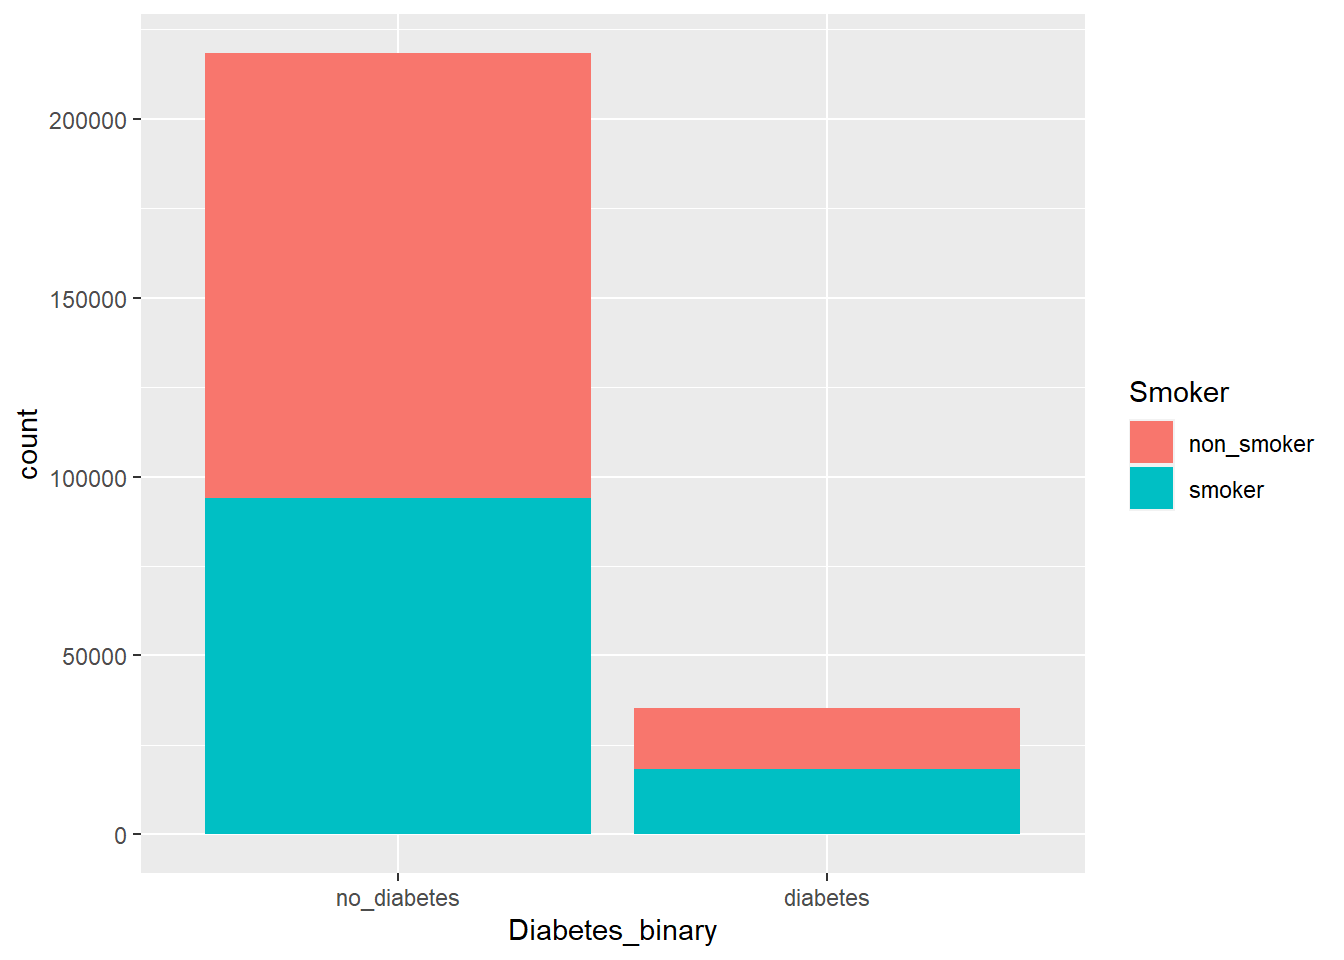 count
200000
150000
100000
50000
0
no_diabetes
diabetes
Diabetes_binary
Smoker
non_smoker
smoker